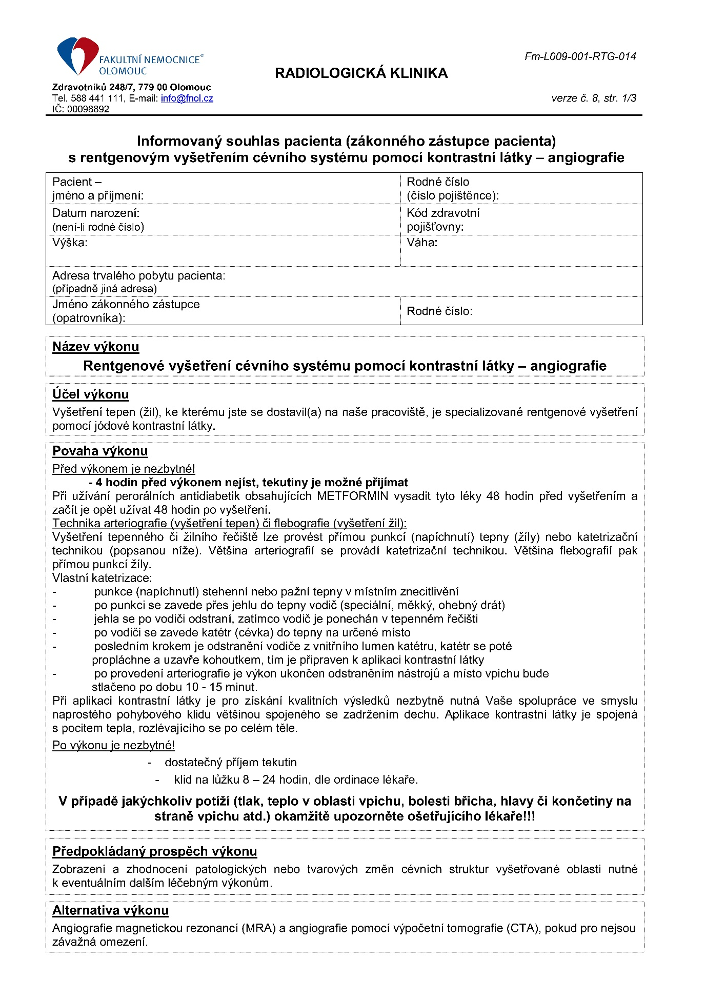 FAKULTNÍ NEMOCNICE®
OLOMOUC
Zdravotníků 248/7, 779 00 Olomouc
Tel. 588 441 111, E-mail: info@fnol.cz
IČ: 00098892
RADIOLOGICKÁ KLINIKA
Fm-L009-001-RTG-014
verze č. 8, str. 1/3
Informovaný souhlas pacienta (zákonného zástupce pacienta)
s rentgenovým vyšetřením cévního systému pomocí kontrastní látky – angiografie
Pacient –
jméno a příjmení:
Rodné číslo
(číslo pojištěnce):
Datum narození:
(není-li rodné číslo)
Kód zdravotní
pojišťovny:
Výška:
Váha:
Adresa trvalého pobytu pacienta:
(případně jiná adresa)
Jméno zákonného zástupce
(opatrovníka):
Rodné číslo:
Název výkonu
Rentgenové vyšetření cévního systému pomocí kontrastní látky – angiografie
Účel výkonu
Vyšetření tepen (žil), ke kterému jste se dostavil(a) na naše pracoviště, je specializované rentgenové vyšetření
pomocí jódové kontrastní látky.
Povaha výkonu
Před výkonem je nezbytné!
- 4 hodin před výkonem nejíst, tekutiny je možné přijímat
Při užívání perorálních antidiabetik obsahujících METFORMIN vysadit tyto léky 48 hodin před vyšetřením a
začít je opět užívat 48 hodin po vyšetření.
Technika arteriografie (vyšetření tepen) či flebografie (vyšetření žil):
Vyšetření tepenného či žilního řečiště lze provést přímou punkcí (napíchnutí) tepny (žíly) nebo katetrizační
technikou (popsanou níže). Většina arteriografií se provádí katetrizační technikou. Většina flebografií pak
přímou punkcí žíly.
Vlastní katetrizace:
- punkce (napíchnutí) stehenní nebo pažní tepny v místním znecitlivění
- po punkci se zavede přes jehlu do tepny vodič (speciální, měkký, ohebný drát)
- jehla se po vodiči odstraní, zatímco vodič je ponechán v tepenném řečišti
- po vodiči se zavede katétr (cévka) do tepny na určené místo
- posledním krokem je odstranění vodiče z vnitřního lumen katétru, katétr se poté
propláchne a uzavře kohoutkem, tím je připraven k aplikaci kontrastní látky
- po provedení arteriografie je výkon ukončen odstraněním nástrojů a místo vpichu bude
stlačeno po dobu 10 - 15 minut.
Při aplikaci kontrastní látky je pro získání kvalitních výsledků nezbytně nutná Vaše spolupráce ve smyslu
naprostého pohybového klidu většinou spojeného se zadržením dechu. Aplikace kontrastní látky je spojená
s pocitem tepla, rozlévajícího se po celém těle.
Po výkonu je nezbytné!
- dostatečný příjem tekutin
- klid na lůžku 8 – 24 hodin, dle ordinace lékaře.
V případě jakýchkoliv potíží (tlak, teplo v oblasti vpichu, bolesti břicha, hlavy či končetiny na
straně vpichu atd.) okamžitě upozorněte ošetřujícího lékaře!!!
Předpokládaný prospěch výkonu
Zobrazení a zhodnocení patologických nebo tvarových změn cévních struktur vyšetřované oblasti nutné
k eventuálním dalším léčebným výkonům.
Alternativa výkonu
Angiografie magnetickou rezonancí (MRA) a angiografie pomocí výpočetní tomografie (CTA), pokud pro nejsou
závažná omezení.